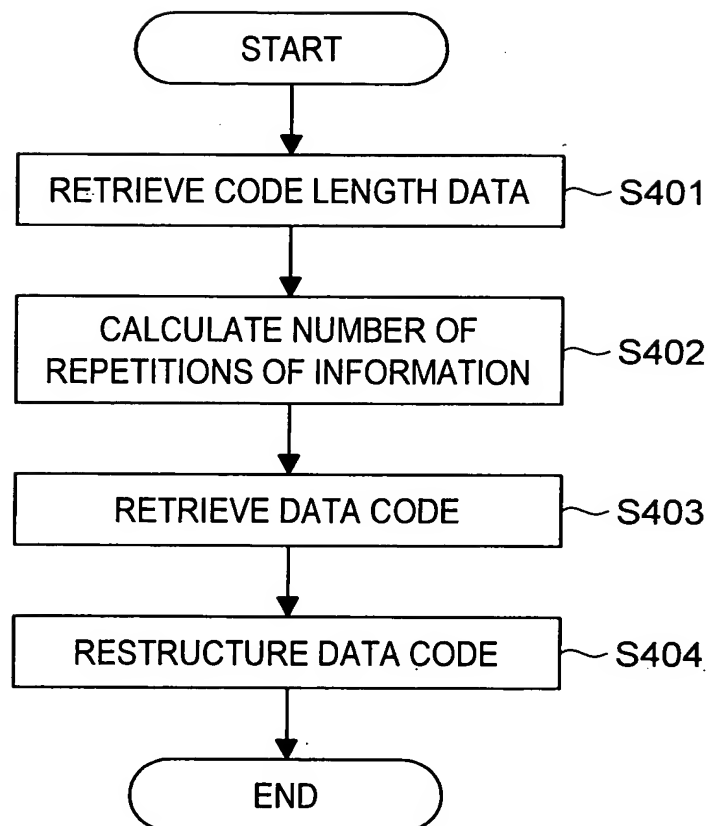 START
RETRIEVE CODE LENGTH DATA
S401
CALCULATE NUMBER OF
REPETITIONS OF INFORMATION
S402
RETRIEVE DATA CODE
S403
RESTRUCTURE DATA CODE
S404
END